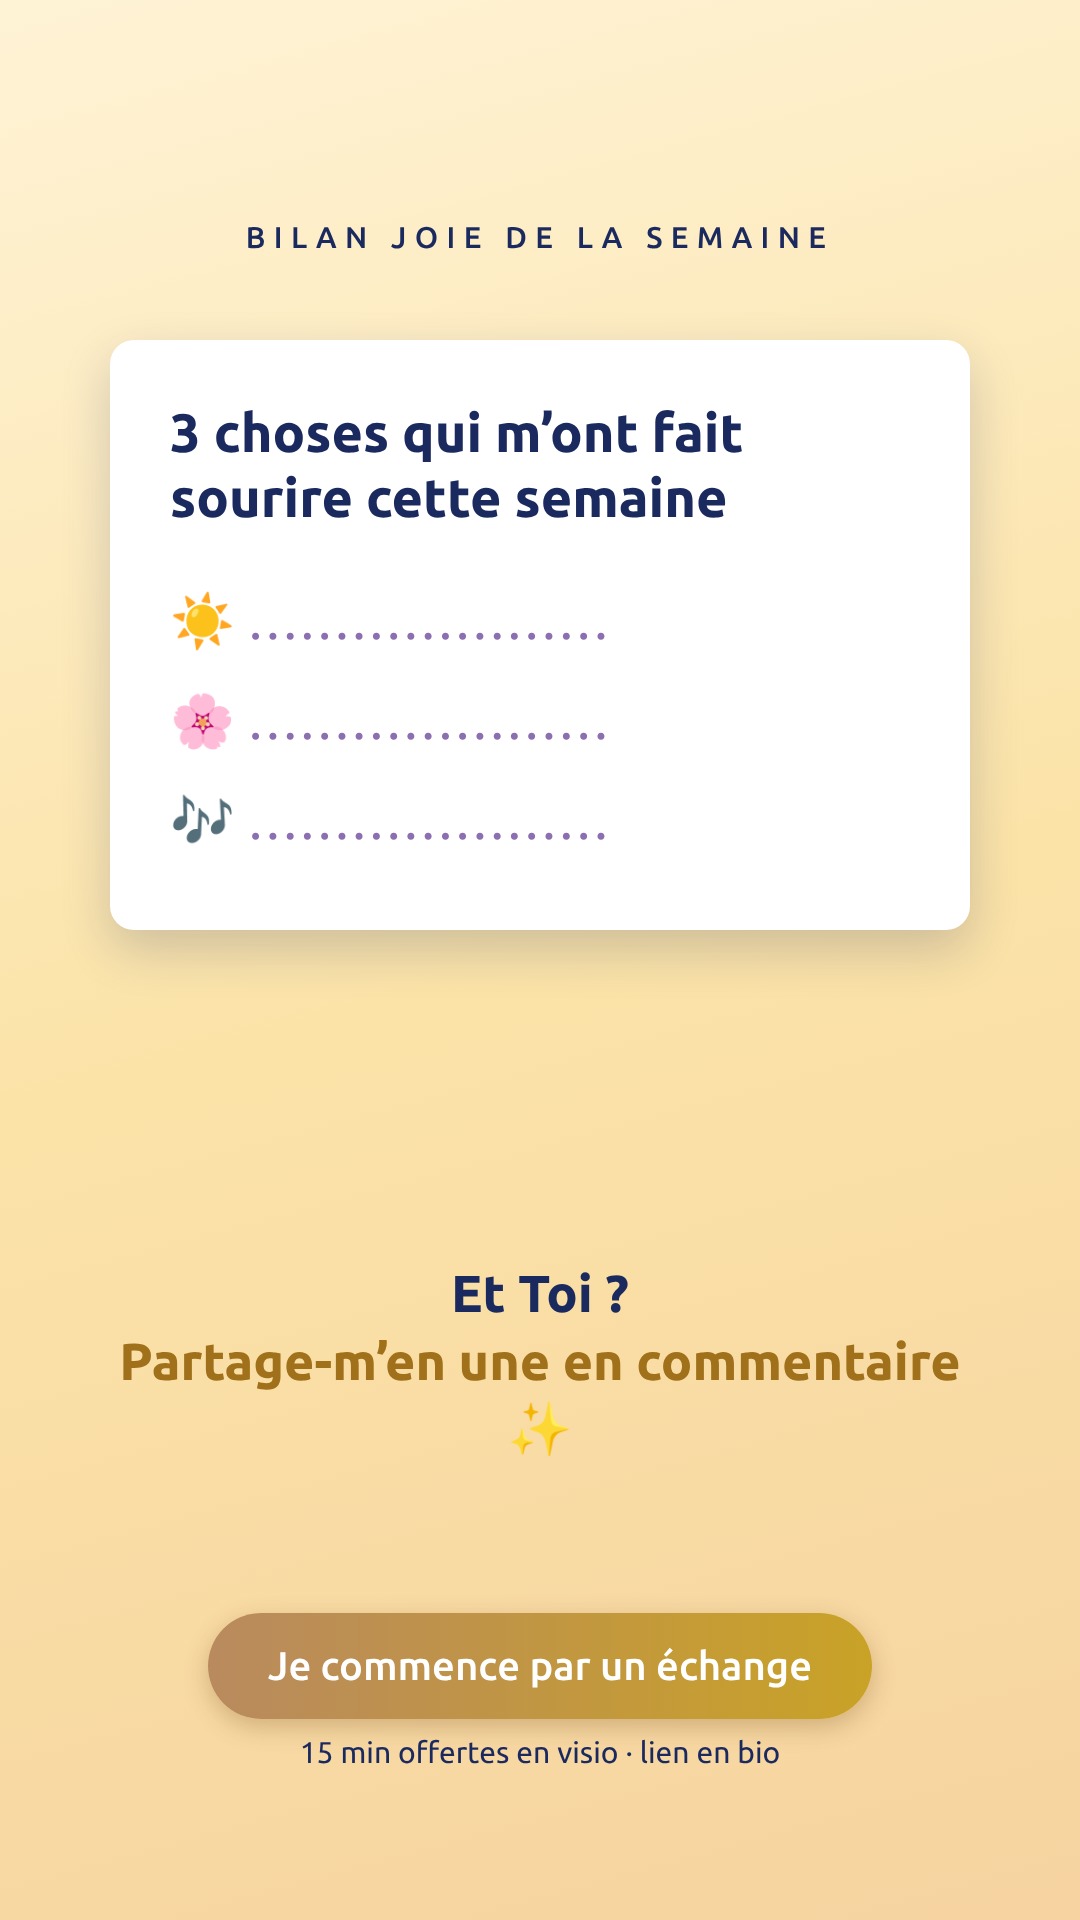 BILAN JOIE DE LA SEMAINE
3 choses qui m’ont fait
sourire cette semaine
☀️ .....................
🌸 .....................
🎶 .....................
Et Toi ?
Partage-m’en une en commentaire
✨
Je commence par un échange
15 min offertes en visio · lien en bio